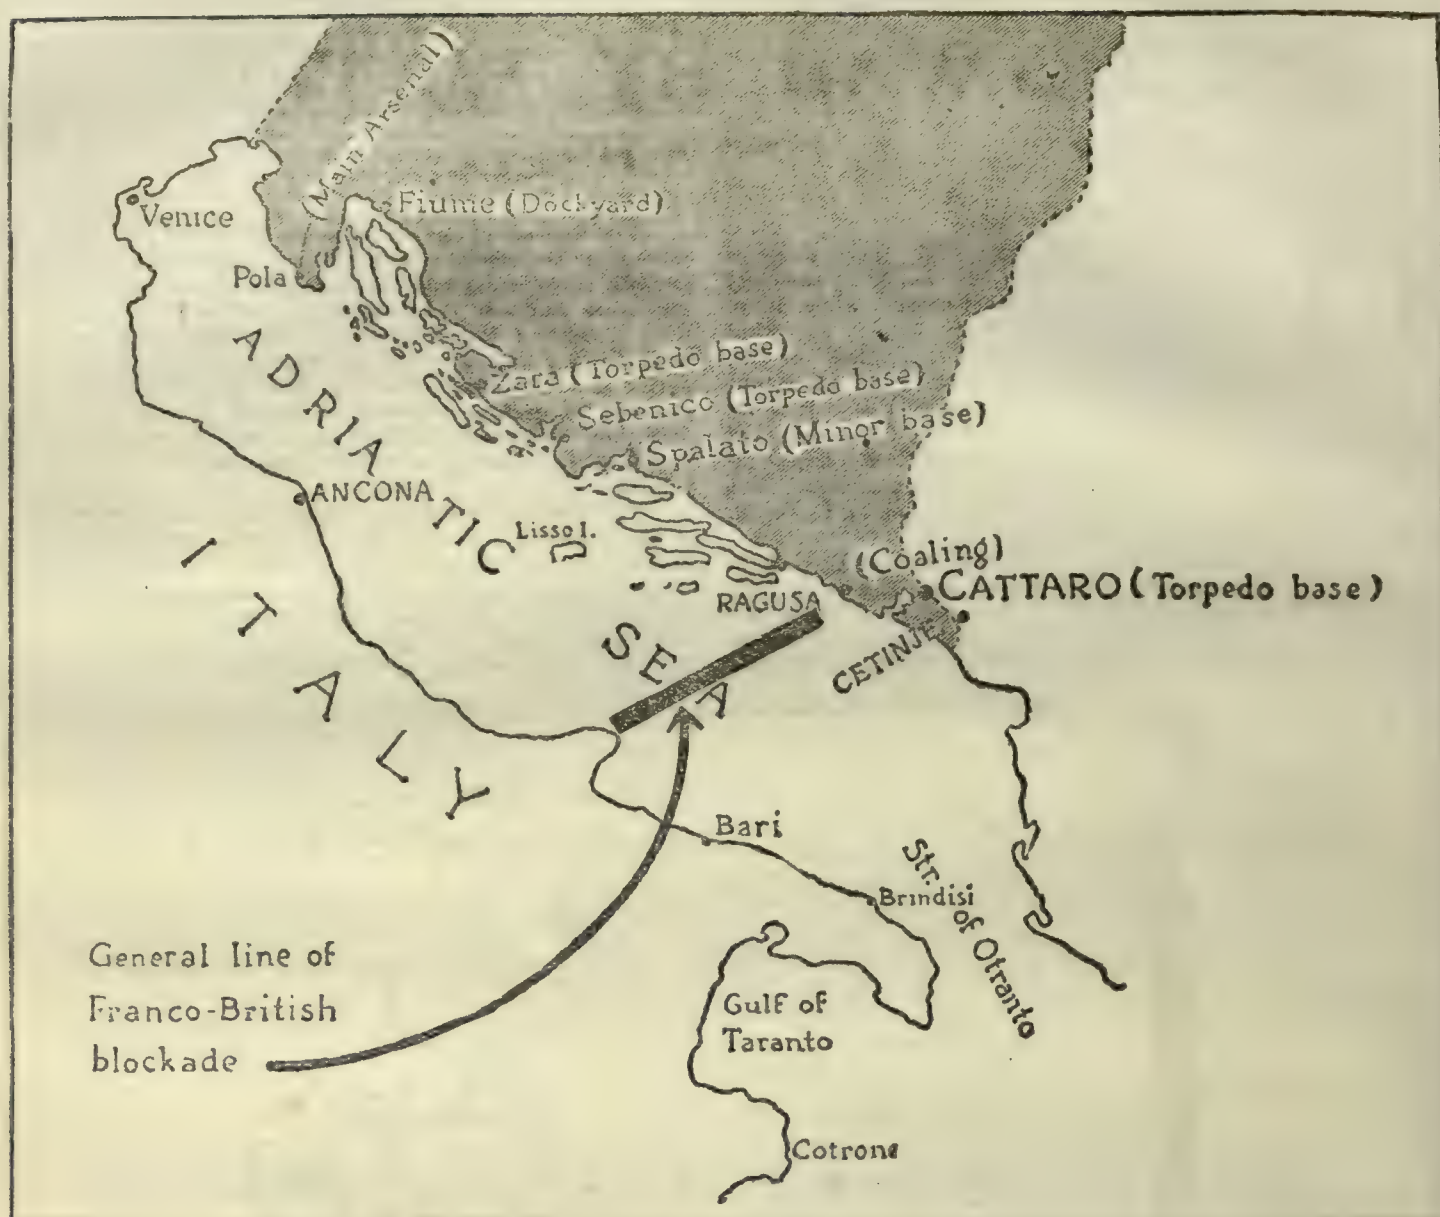 (Main Arsenal)
Fiume (Dockyard)
Venice
Pola
ADRIATIC
SEA
Zara (Torpedo base)
Sebenico (Torpedo base)
Spalato (Minor base)
ANCONA
Lisso I.
ITALY
(Coaling)
CATTARO (Torpedo base)
RAGUSA
CETINJE
Bari
Brindisi
Str. of Otranto
General line of
Franco-British
blockade
Gulf of
Taranto
Cotrone